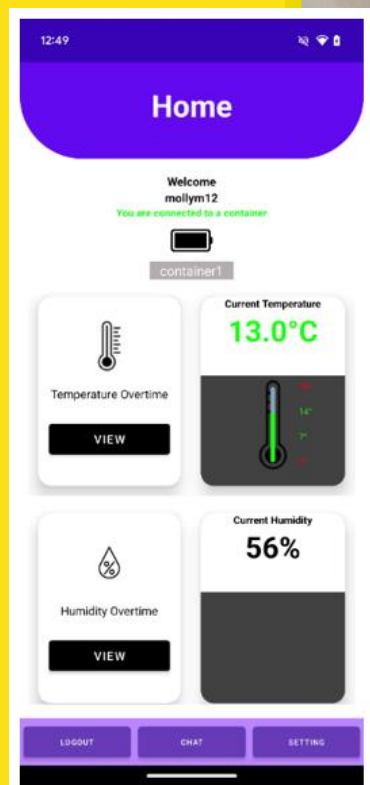 12:49
Home
Welcome
mollym12
You are connected to a container
container1
Current Temperature
13.0°C
Temperature Overtime
14°
7°
VIEW
Current Humidity
56%
%
Humidity Overtime
VIEW
LOGOUT
CHAT
SETTING